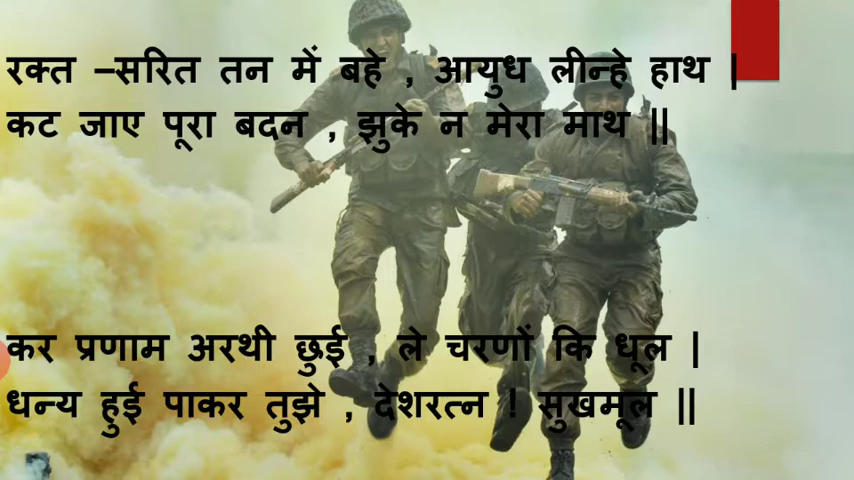 रक्त –सरित तन में बहे , आयुध लीन्हे हाथ |
कट जाए पूरा बदन , झुके न मेरा माथ ||
कर प्रणाम अरथी छुई , ले चरणों कि धूल |
धन्य हुई पाकर तुझे , देशरत्न ! सुखमूल ||